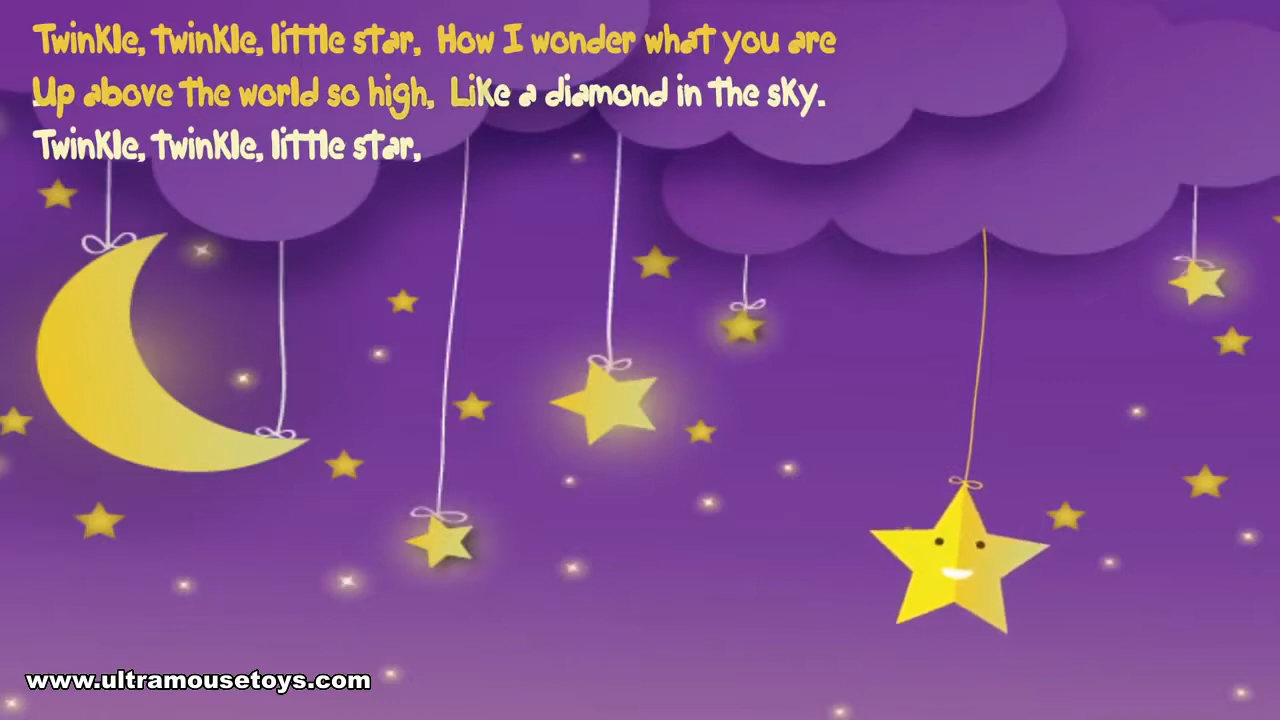 Twinkle, twinkle, little star, How I wonder what you are
Up above the world so high, Like a diamond in the sky.
Twinkle, twinkle, little star,
www.ultramousetoys.com